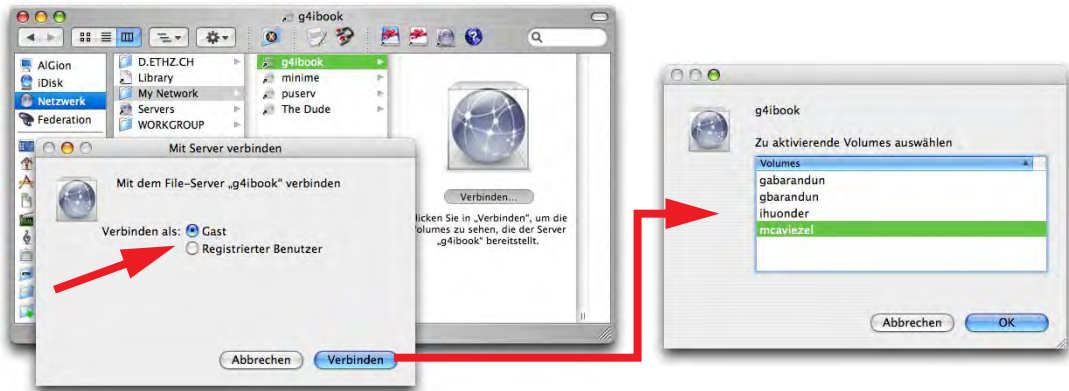 g4ibook
AlGion
iDisk
Netzwerk
Federation
D.ETHZ.CH
Library
My Network
Servers
WORKGROUP
g4ibook
minime
puserv
The Dude
Verbinden...
licken Sie in „Verbinden“, um die
olumes zu sehen, die der Server
„g4ibook“ bereitstellt.
Mit Server verbinden
Mit dem File-Server „g4ibook“ verbinden
Verbinden als: Gast
Registrierter Benutzer
Abbrechen Verbinden
g4ibook
Zu aktivierende Volumes auswählen
Volumes
gabarandun
gbarandun
ihuonder
mcaviezel
Abbrechen OK